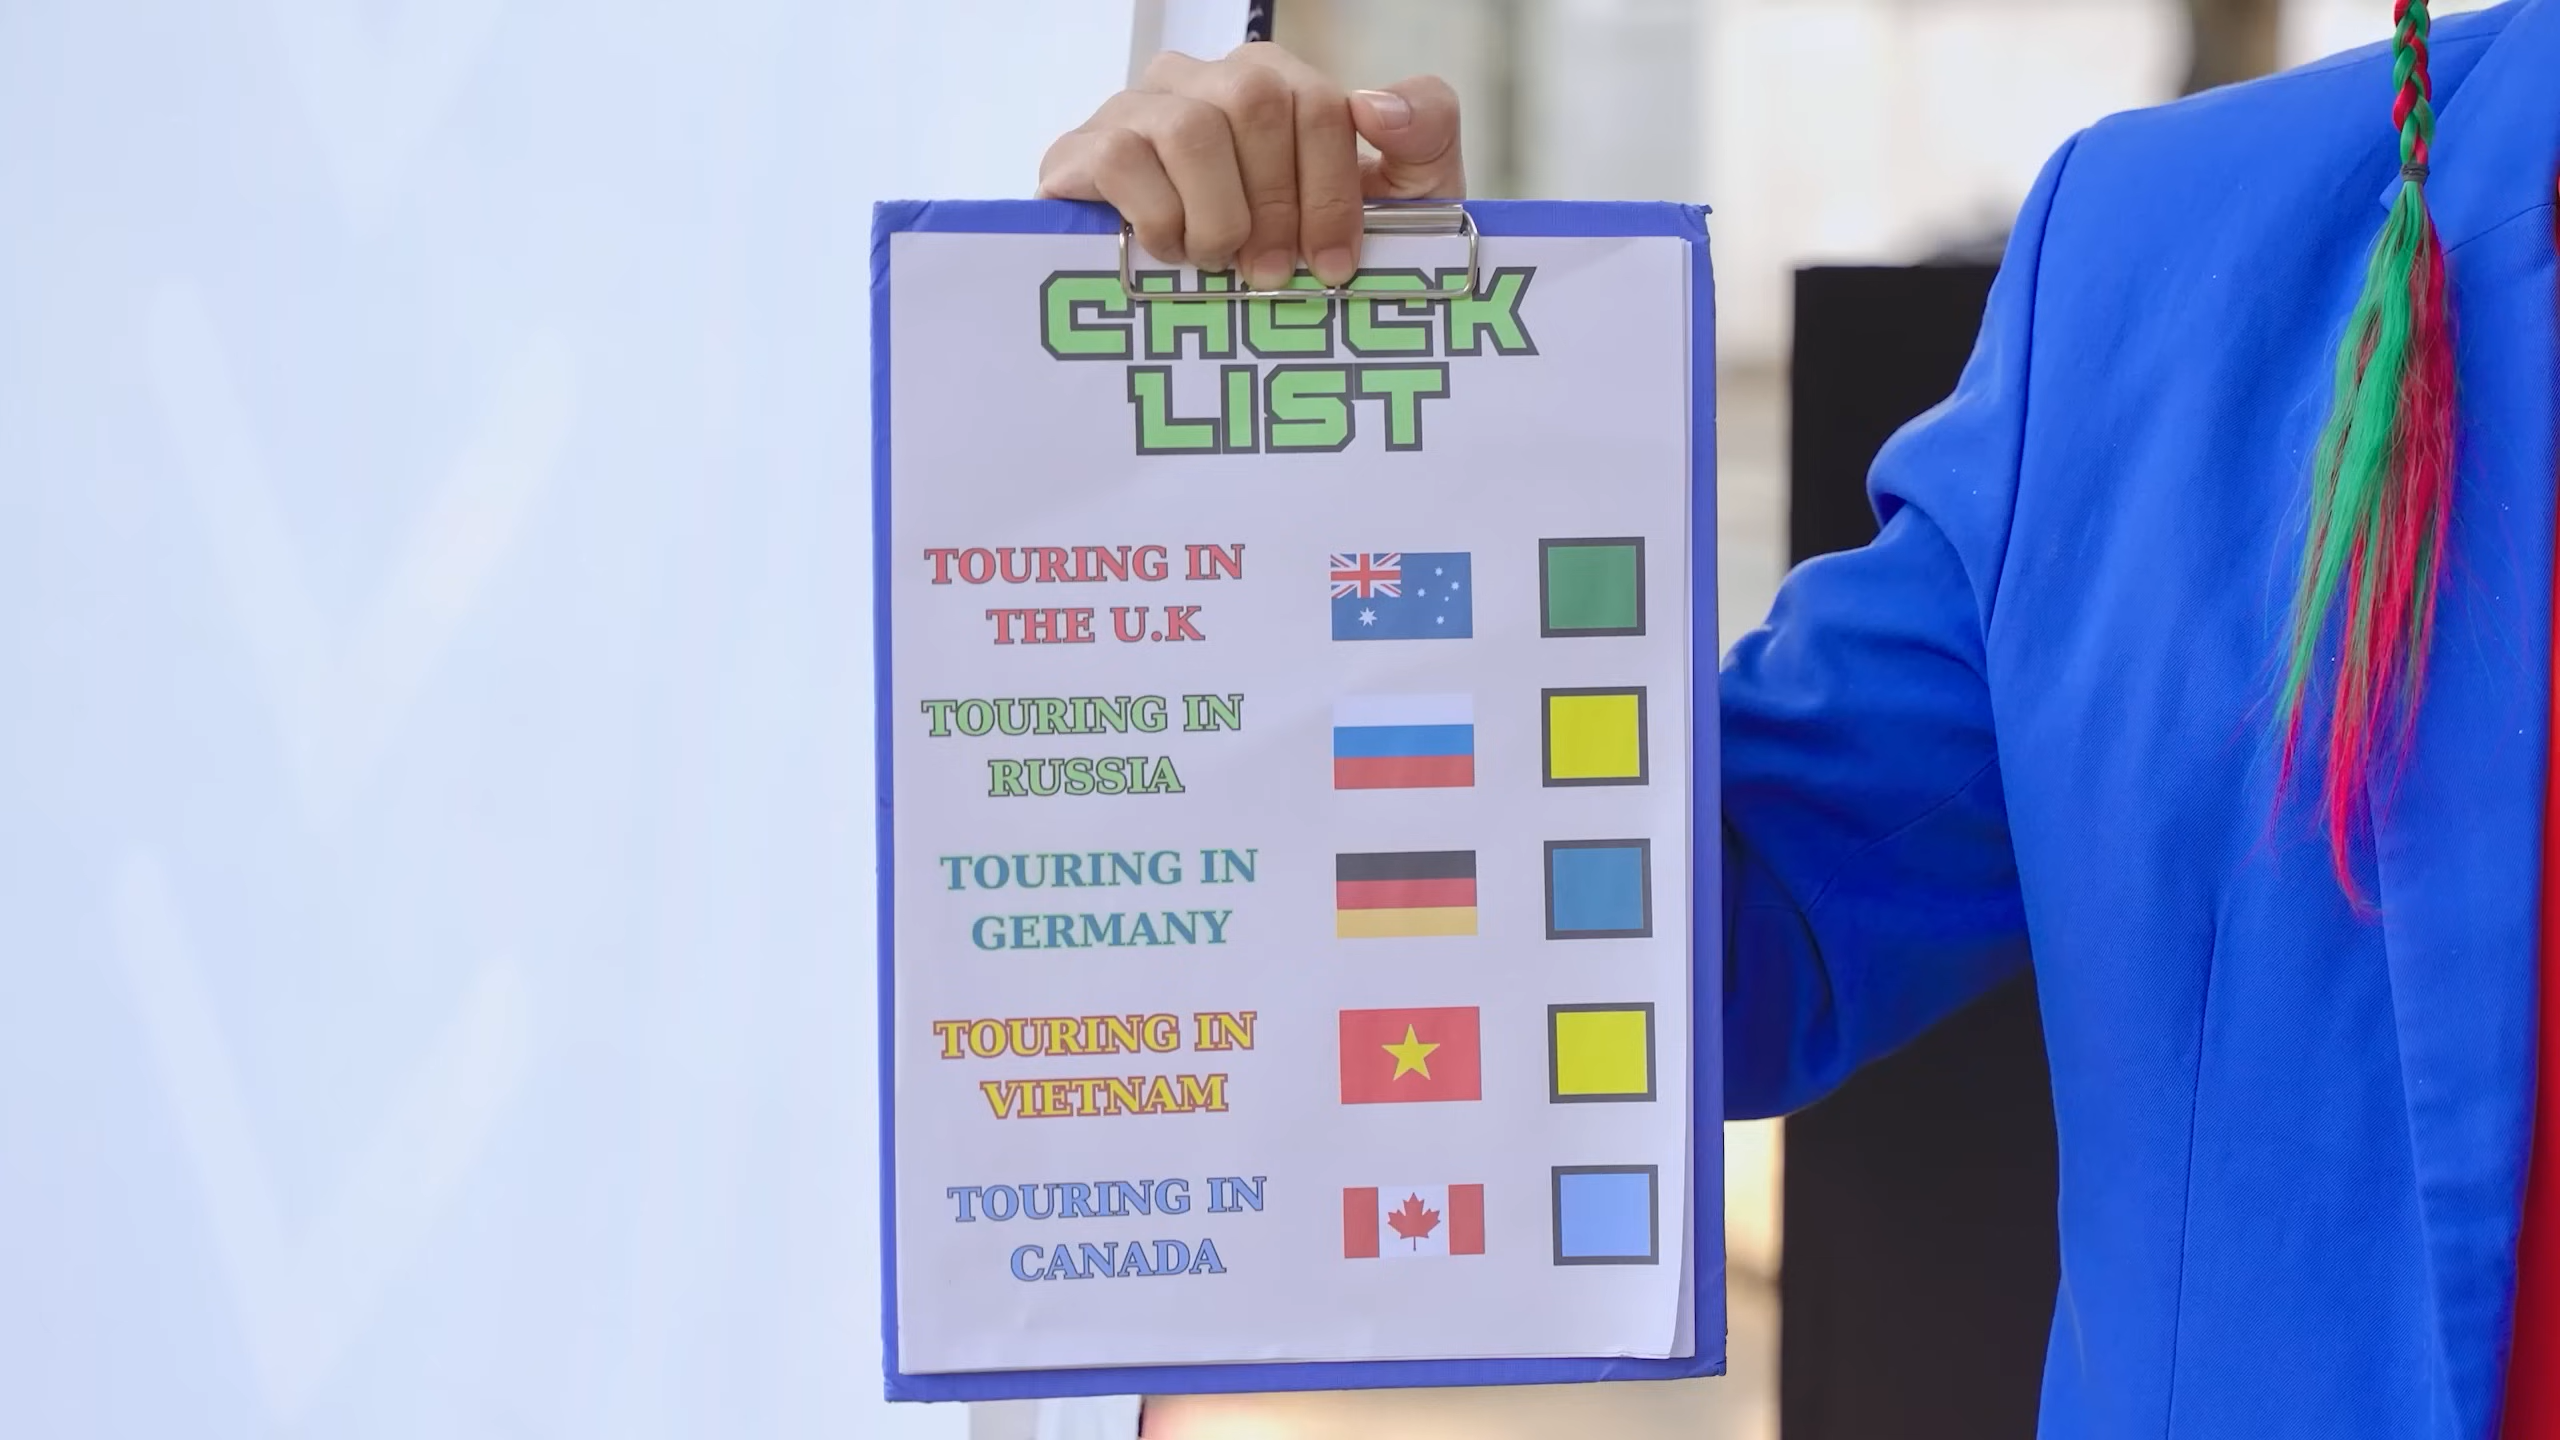 CHECK
LIST
TOURING IN
THE U.K
TOURING IN
RUSSIA
TOURING IN
GERMANY
TOURING IN
VIETNAM
TOURING IN
CANADA